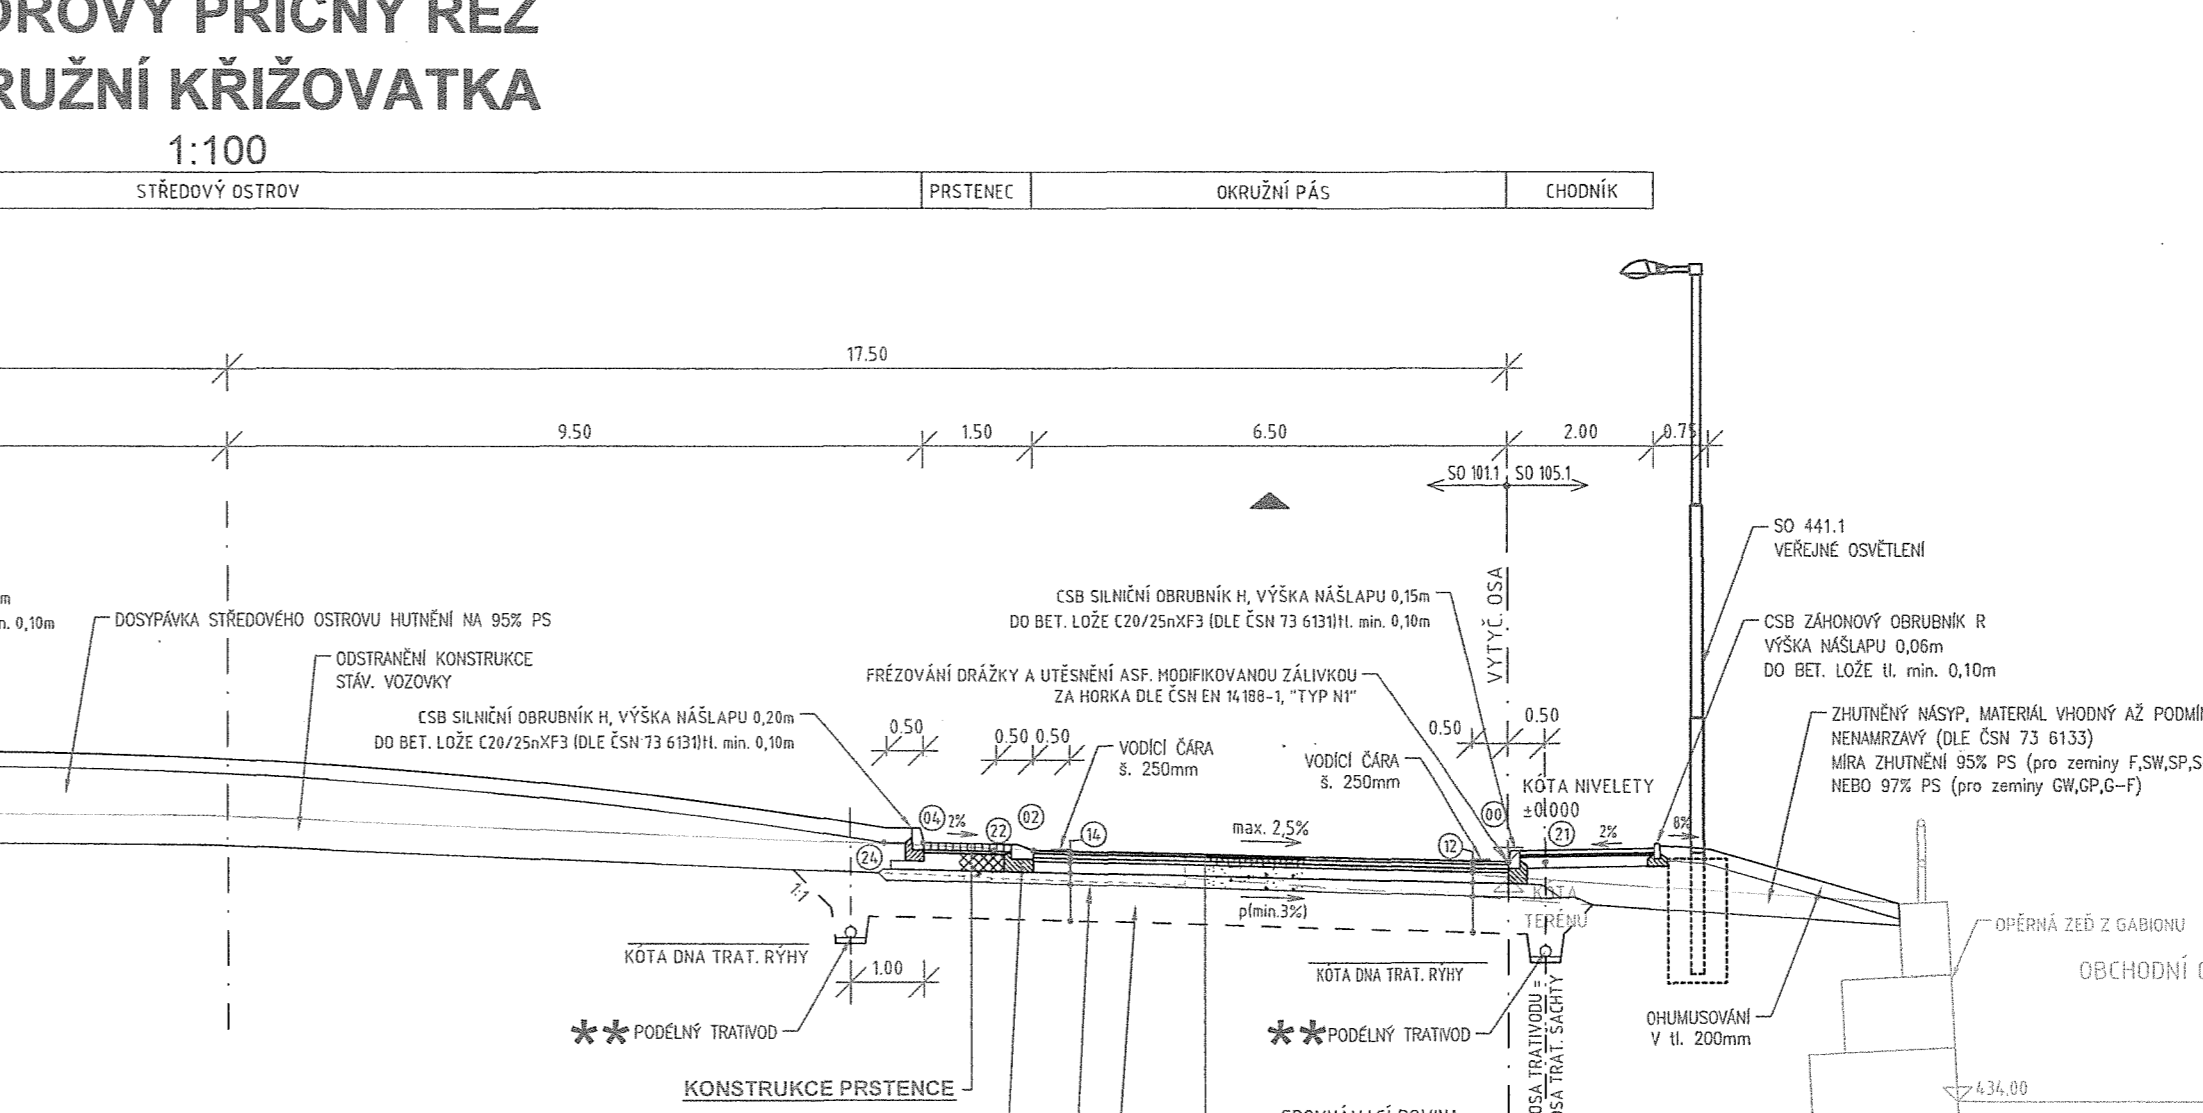 PŘÍČNÝ ŘEZ
KŘIŽOVATKA
1:100
STŘEDOVÝ OSTROV
PRSTENEC
OKRUŽNÍ PÁS
CHODNÍK
17.50
9.50
1.50
6.50
2.00
0.75
SO 101.1
SO 105.1
SO 441.1
VEŘEJNÉ OSVĚTLENÍ
VYTYČ. OSA
CSB SILNIČNÍ OBRUBNÍK H, VÝŠKA NÁŠLAPU 0,15m
DO BET. LOŽE C20/25nXF3 (DLE ČSN 73 6131)tl. min. 0,10m
m
n. 0,10m
DOSYPÁVKA STŘEDOVÉHO OSTROVU HUTNĚNÍ NA 95% PS
CSB ZÁHONOVÝ OBRUBNÍK R
VÝŠKA NÁŠLAPU 0,06m
DO BET. LOŽE tl. min. 0,10m
ODSTRANĚNÍ KONSTRUKCE
STÁV. VOZOVKY
FRÉZOVÁNÍ DRÁŽKY A UTĚSNĚNÍ ASF. MODIFIKOVANOU ZÁLIVKOU
ZA HORKA DLE ČSN EN 14188-1, "TYP N1"
CSB SILNIČNÍ OBRUBNÍK H, VÝŠKA NÁŠLAPU 0,20m
DO BET. LOŽE C20/25nXF3 (DLE ČSN 73 6131)tl. min. 0,10m
0.50
0.50 0.50
0.50
0.50
ZHUTNĚNÝ NÁSYP, MATERIÁL VHODNÝ AŽ
NENAMRZAVÝ (DLE ČSN 73 6133)
MÍRA ZHUTNĚNÍ 95% PS (pro zeminy F,SW,SP,S
NEBO 97% PS (pro zeminy GW,GP,G-F)
VODÍCÍ ČÁRA
š. 250mm
VODÍCÍ ČÁRA
š. 250mm
KÓTA NIVELETY
±0.000
04
2%
22
02
14
max. 2,5%
12
00
21
2%
8%
24
1:1
p(min.3%)
KÓTA
TERÉNU
KÓTA DNA TRAT. RÝHY
1.00
KÓTA DNA TRAT. RÝHY
OPĚRNÁ ZEĎ Z GABIONU
OBCHODNÍ
** PODÉLNÝ TRATIVOD
** PODÉLNÝ TRATIVOD
OSA TRATIVODU =
OSA TRAT. ŠACHTY
OHUMUSOVÁNÍ
V tl. 200mm
KONSTRUKCE PRSTENCE
434,00